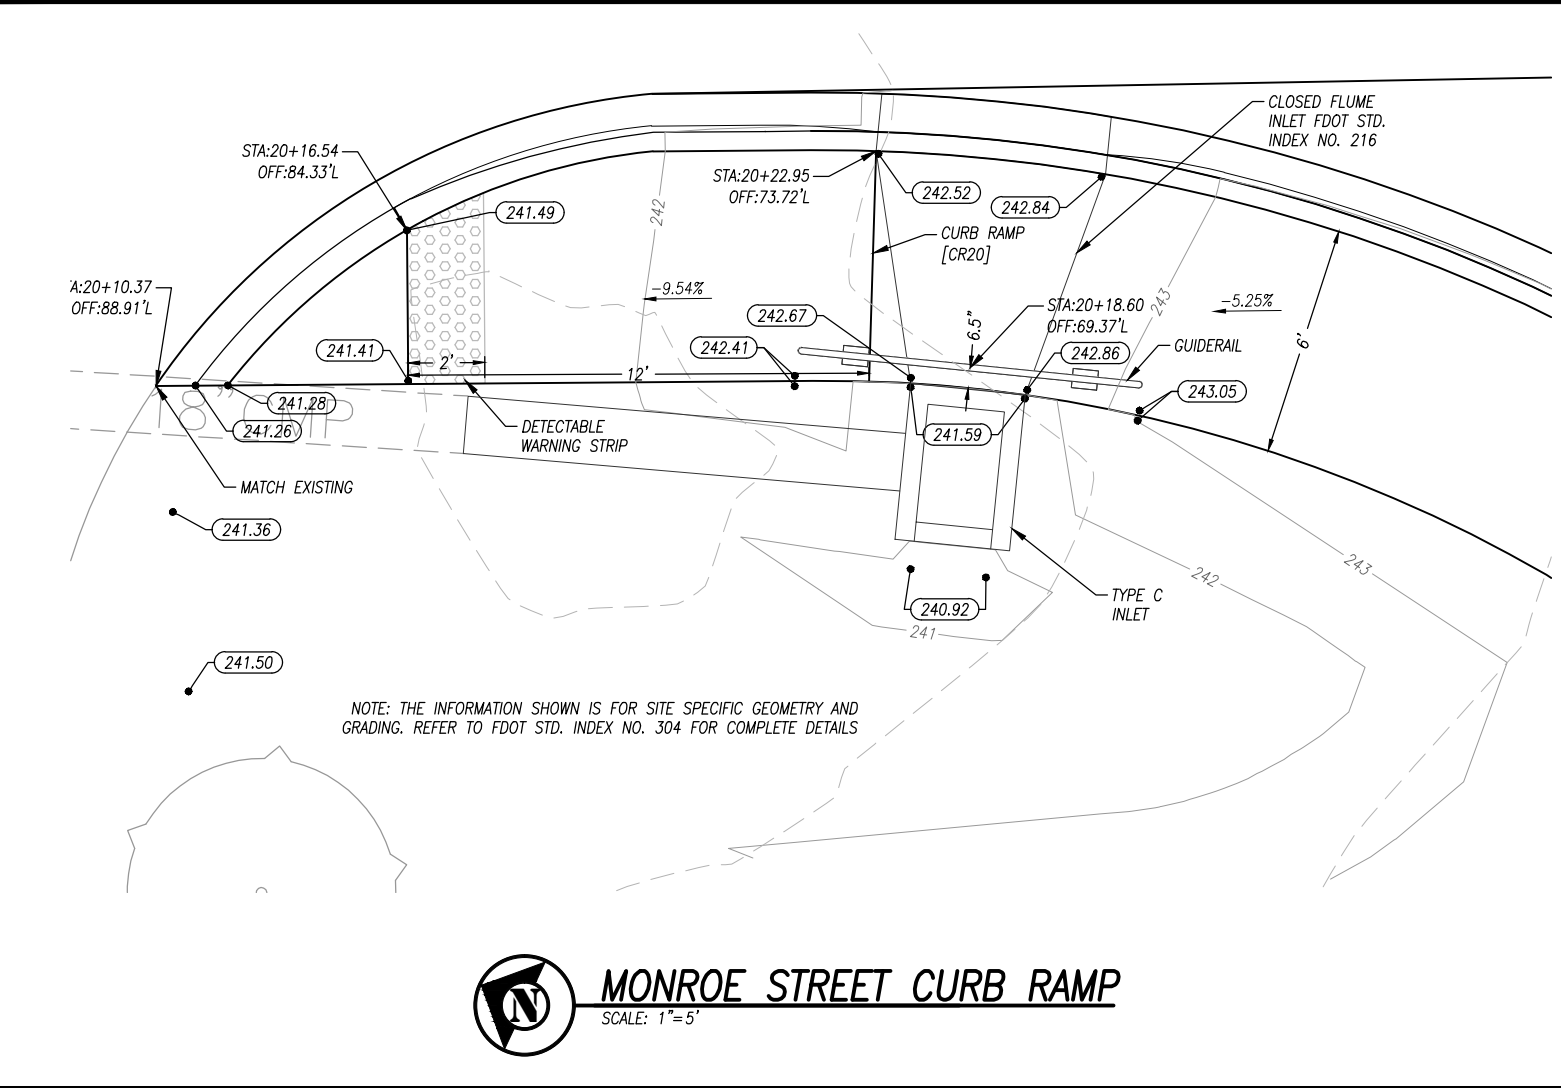 CLOSED FLUME
INLET FDOT STD.
INDEX NO. 216
STA:20+16.54
OFF:84.33'L
STA:20+22.95
OFF:73.72'L
242.52
242.84
241.49
242
CURB RAMP
[CR20]
A:20+10.37
OFF:88.91'L
-9.54%
243
-5.25%
STA:20+18.60
OFF:69.37'L
6.5"
242.67
6'
241.41
242.41
242.86
GUIDERAIL
2'
12'
243.05
241.28
18" CMP
241.26
DETECTABLE
WARNING STRIP
241.59
MATCH EXISTING
241.36
243
242
TYPE C
INLET
240.92
241
241.50
NOTE: THE INFORMATION SHOWN IS FOR SITE SPECIFIC GEOMETRY AND
GRADING. REFER TO FDOT STD. INDEX NO. 304 FOR COMPLETE DETAILS
N
MONROE STREET CURB RAMP
SCALE: 1"=5'